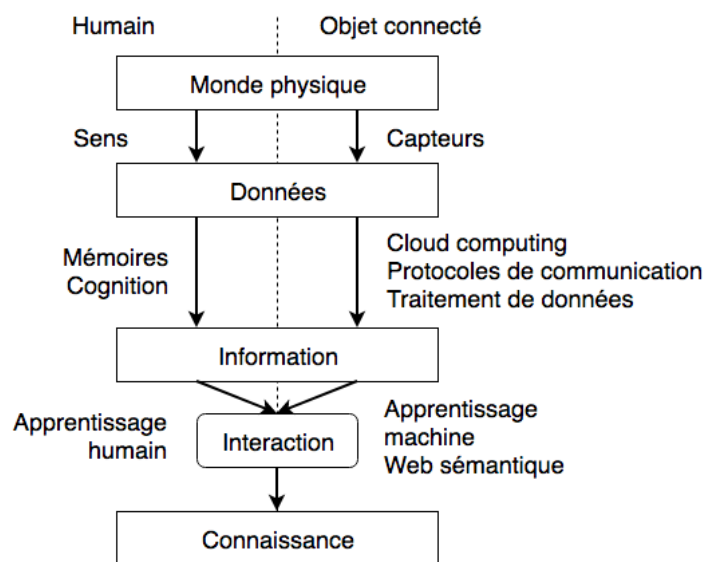 Humain
Objet connecté
Monde physique
Sens
Capteurs
Données
Mémoires
Cognition
Cloud computing
Protocoles de communication
Traitement de données
Information
Apprentissage
humain
Interaction
Apprentissage
machine
Web sémantique
Connaissance